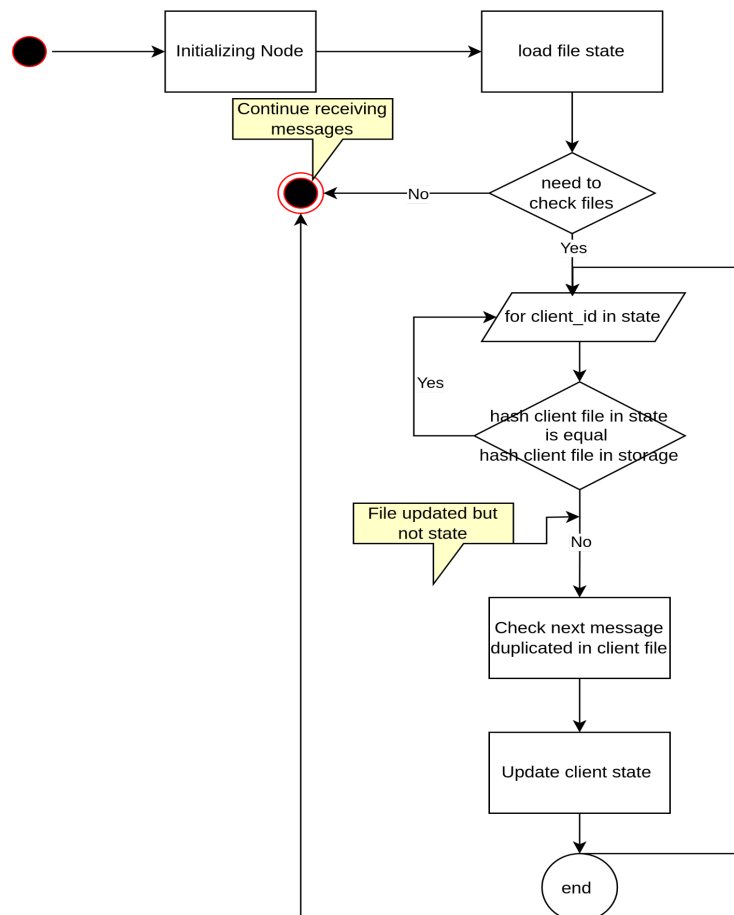 Initializing Node
load file state
Continue receiving
messages
need to
check files
No
Yes
for client_id in state
Yes
hash client file in state
is equal
hash client file in storage
File updated but
not state
No
Check next message
duplicated in client file
Update client state
end